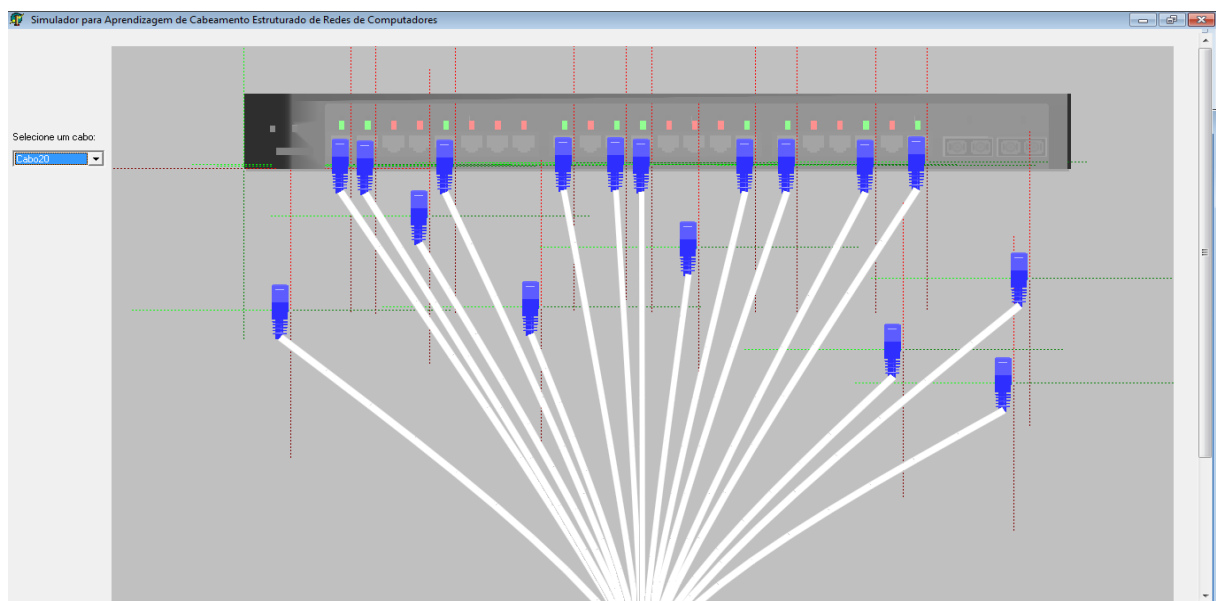 Simulador para Aprendizagem de Cabeamento Estruturado de Redes de Computadores
Selecione um cabo:
Cabo20